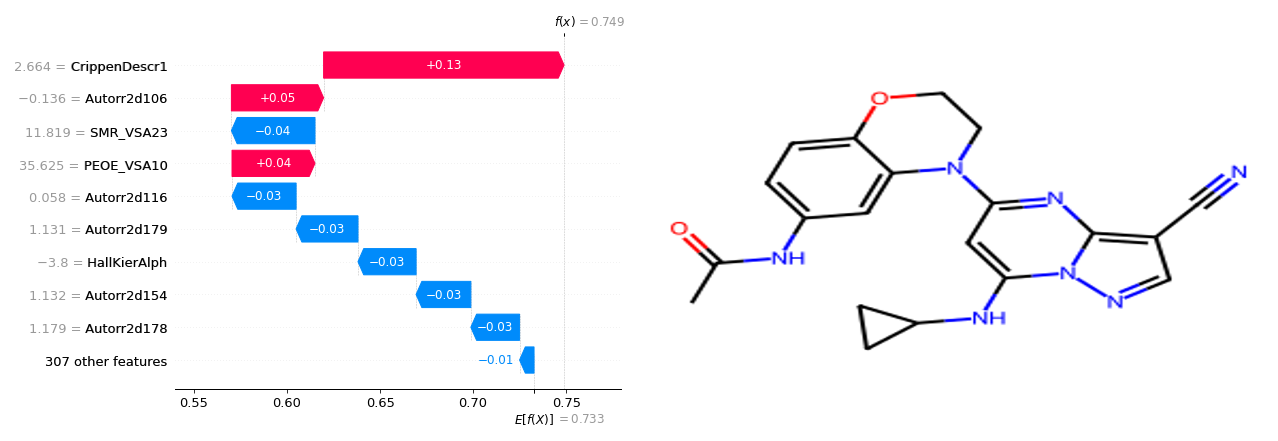 f(x) = 0.749
2.664 = CrippenDescr1
+0.13
−0.136 = Autorr2d106
+0.05
11.819 = SMR_VSA23
−0.04
35.625 = PEOE_VSA10
+0.04
0.058 = Autorr2d116
−0.03
1.131 = Autorr2d179
−0.03
−3.8 = HallKierAlph
−0.03
1.132 = Autorr2d154
−0.03
1.179 = Autorr2d178
−0.03
307 other features
−0.01
0.55 0.60 0.65 0.70 0.75
E[f(X)] = 0.733
O
N
N
N
O
NH
N
N
NH